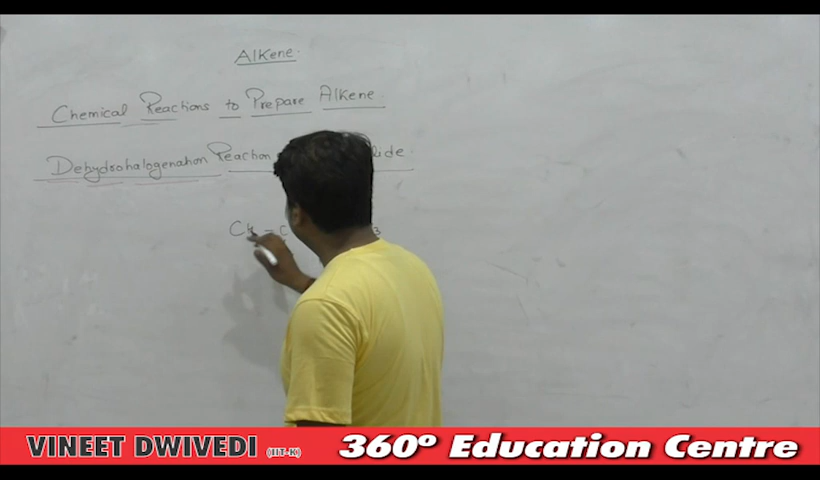 Alkene.
Chemical Reactions to Prepare Alkene
Dehydrohalogenation Reaction
VINEET DWIVEDI (IIT-K) 360° Education Centre